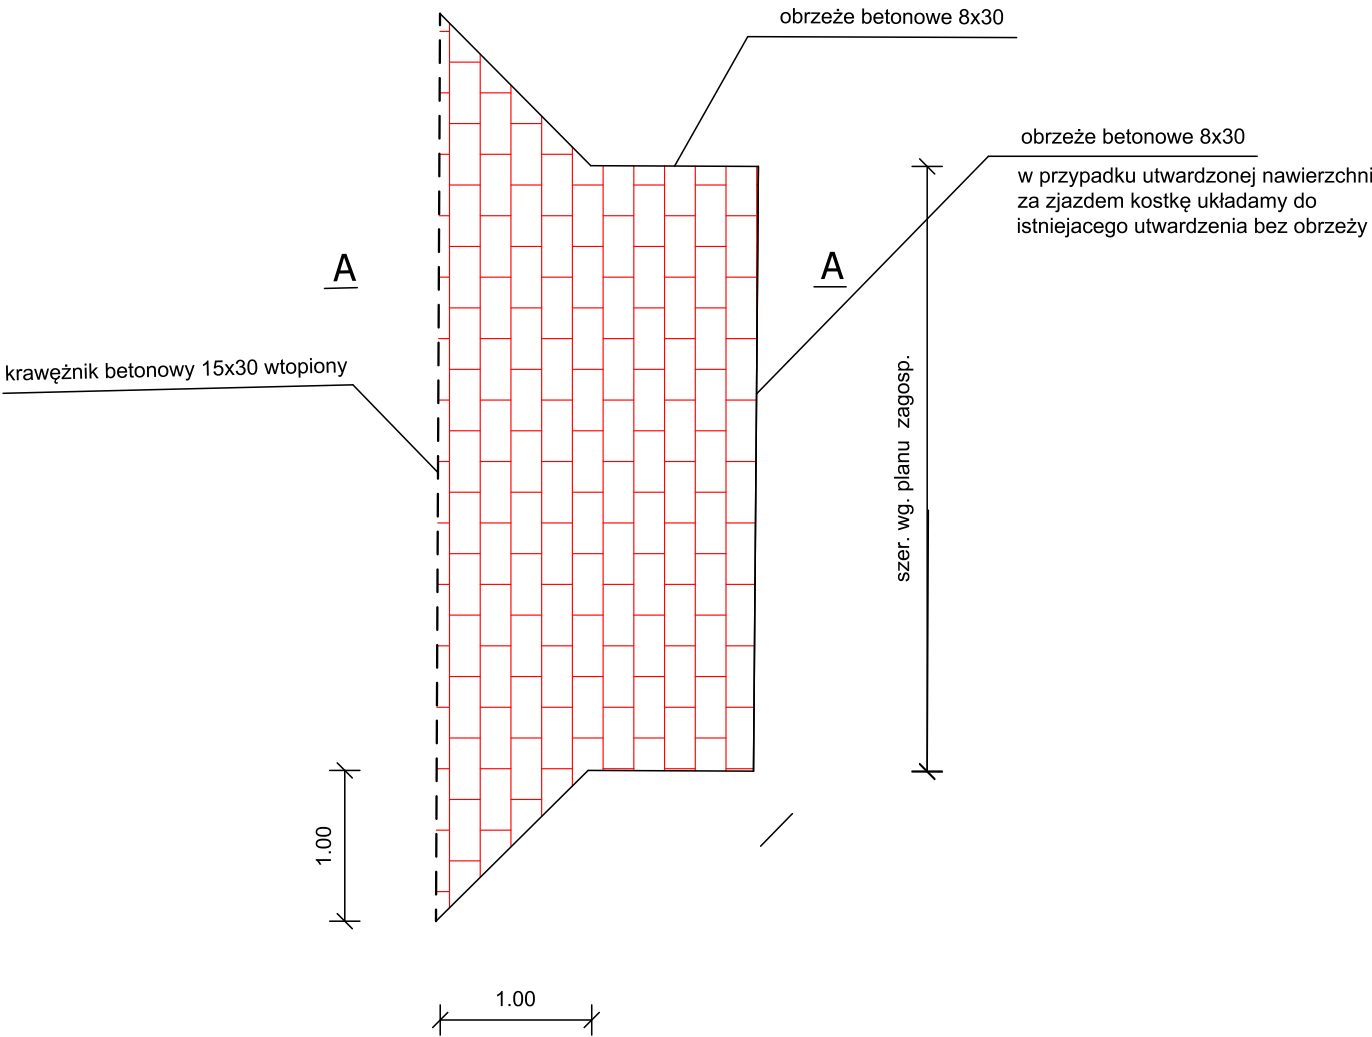 obrzeże betonowe 8x30
obrzeże betonowe 8x30
w przypadku utwardzonej nawierzchni
za zjazdem kostkę układamy do
istniejacego utwardzenia bez obrzeży
A
A
krawężnik betonowy 15x30 wtopiony
szer. wg. planu zagosp.
1.00
1.00